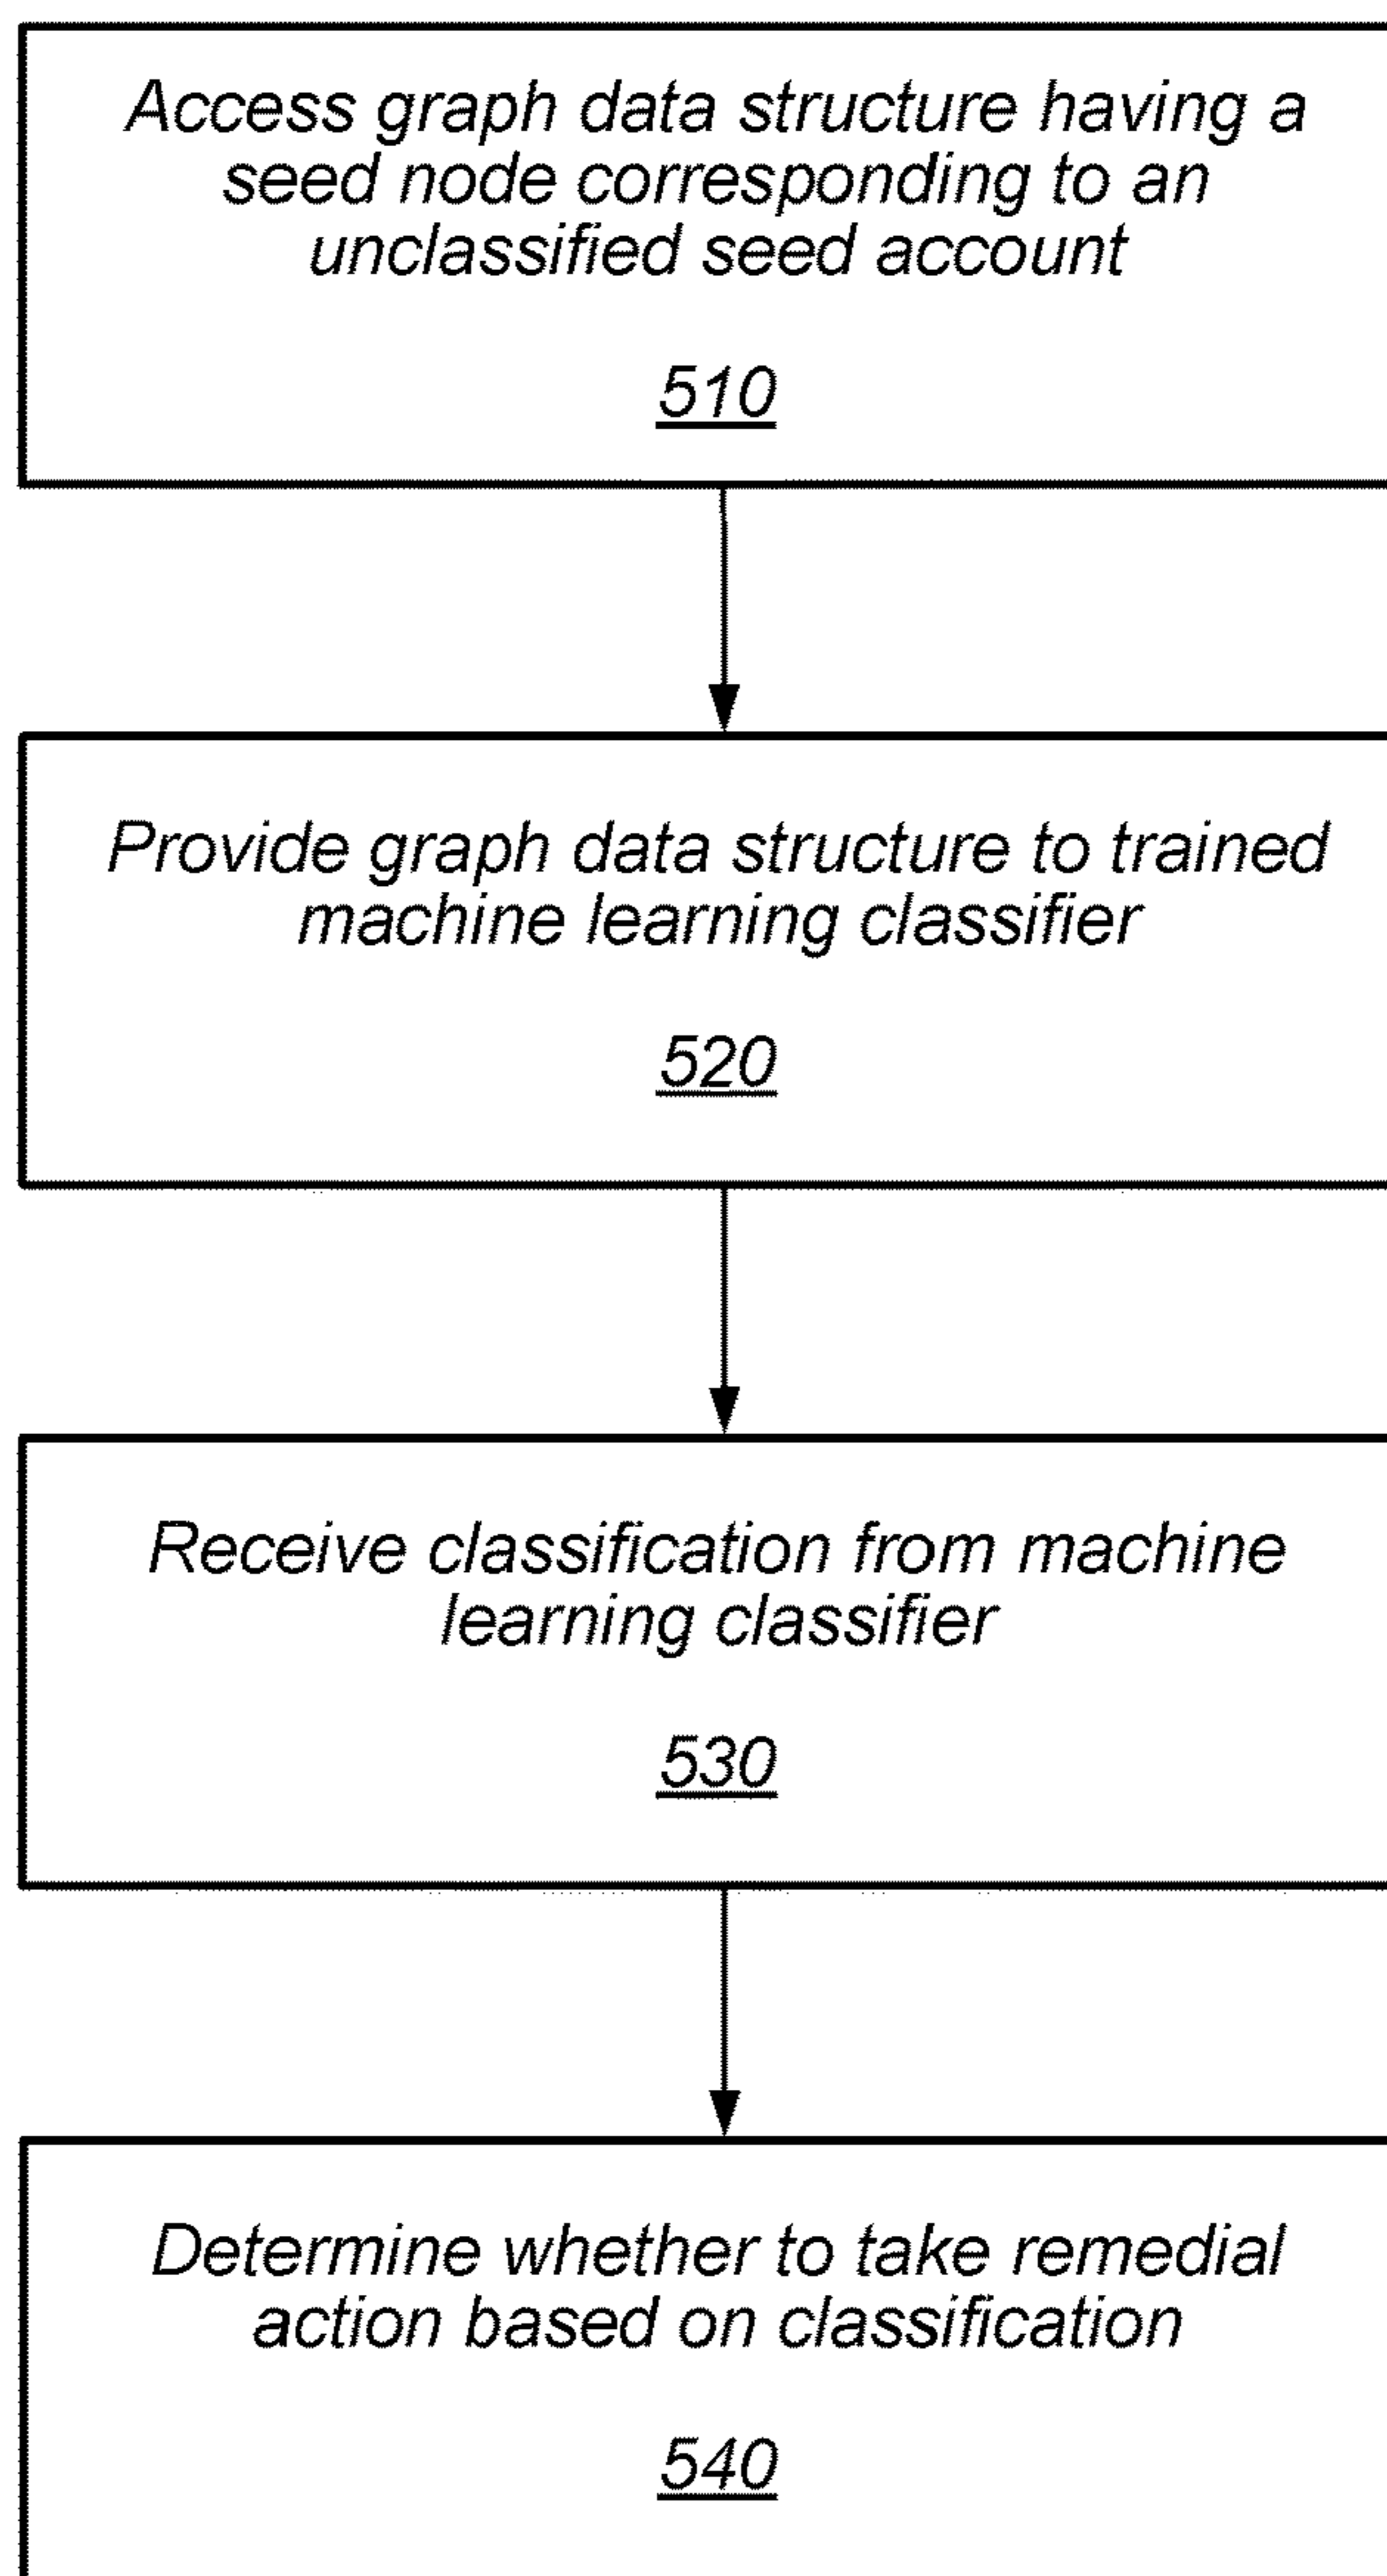 Access graph data structure having a
seed node corresponding to an
unclassified seed account
510
Provide graph data structure to trained
machine learning classifier
520
Receive classification from machine
learning classifier
530
Determine whether to take remedial
action based on classification
540